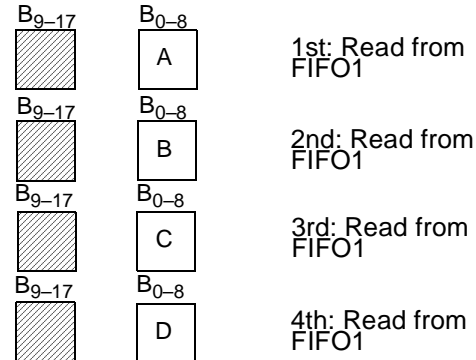 B9–17 B0–8
A 1st: Read from
FIFO1
B9–17 B0–8
B 2nd: Read from
FIFO1
B9–17 B0–8
C 3rd: Read from
FIFO1
B9–17 B0–8
D 4th: Read from
FIFO1